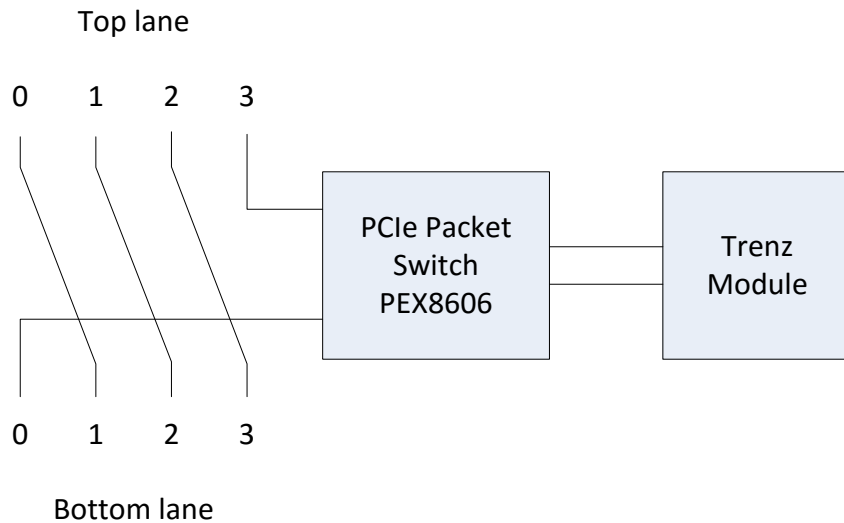 Top lane
0 1 2 3
PCIe Packet
Switch
PEX8606
Trenz
Module
0 1 2 3
Bottom lane